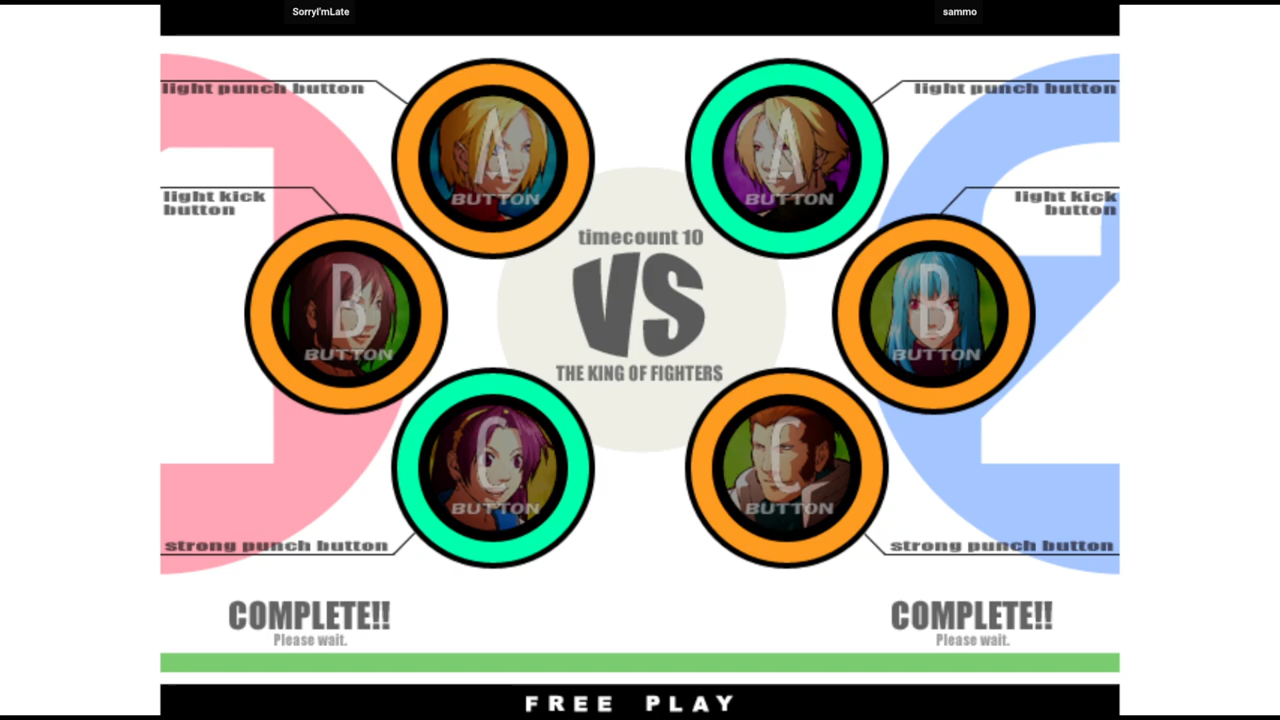 SorryI'mLate
sammo
light punch button
light punch button
A
BUTTON
A
BUTTON
light kick
button
light kick
button
timecount 10
VS
THE KING OF FIGHTERS
B
BUTTON
B
BUTTON
C
BUTTON
C
BUTTON
strong punch button
strong punch button
COMPLETE!!
Please wait.
COMPLETE!!
Please wait.
FREE PLAY